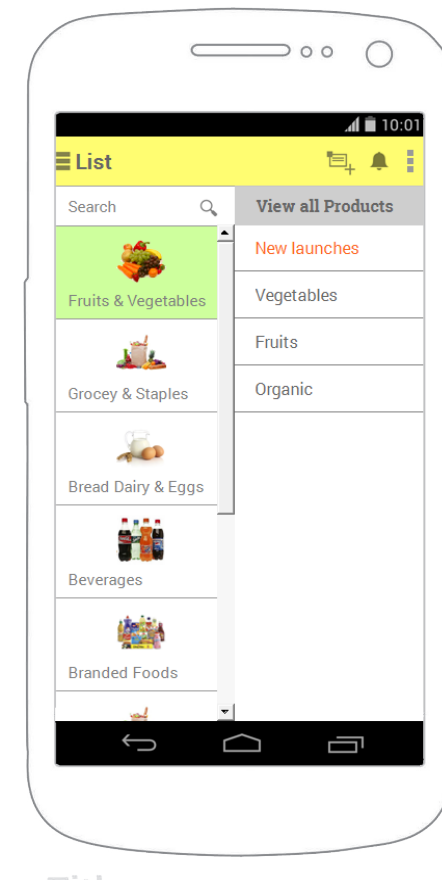 10:01
List
Search
View all Products
Fruits & Vegetables
Grocey & Staples
Bread Dairy & Eggs
Beverages
Branded Foods
New launches
Vegetables
Fruits
Organic